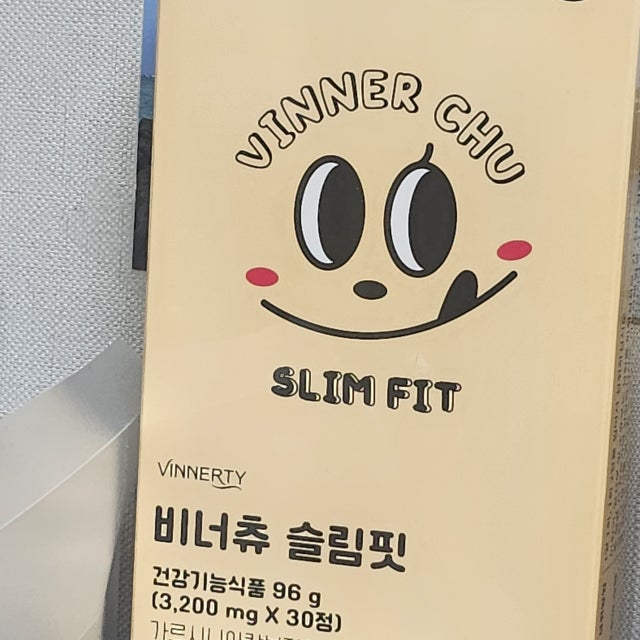 VINNER CHU
SLIM FIT
VINNERTY
비너츄 슬림핏
건강기능식품 96 g
(3,200 mg X 30정)